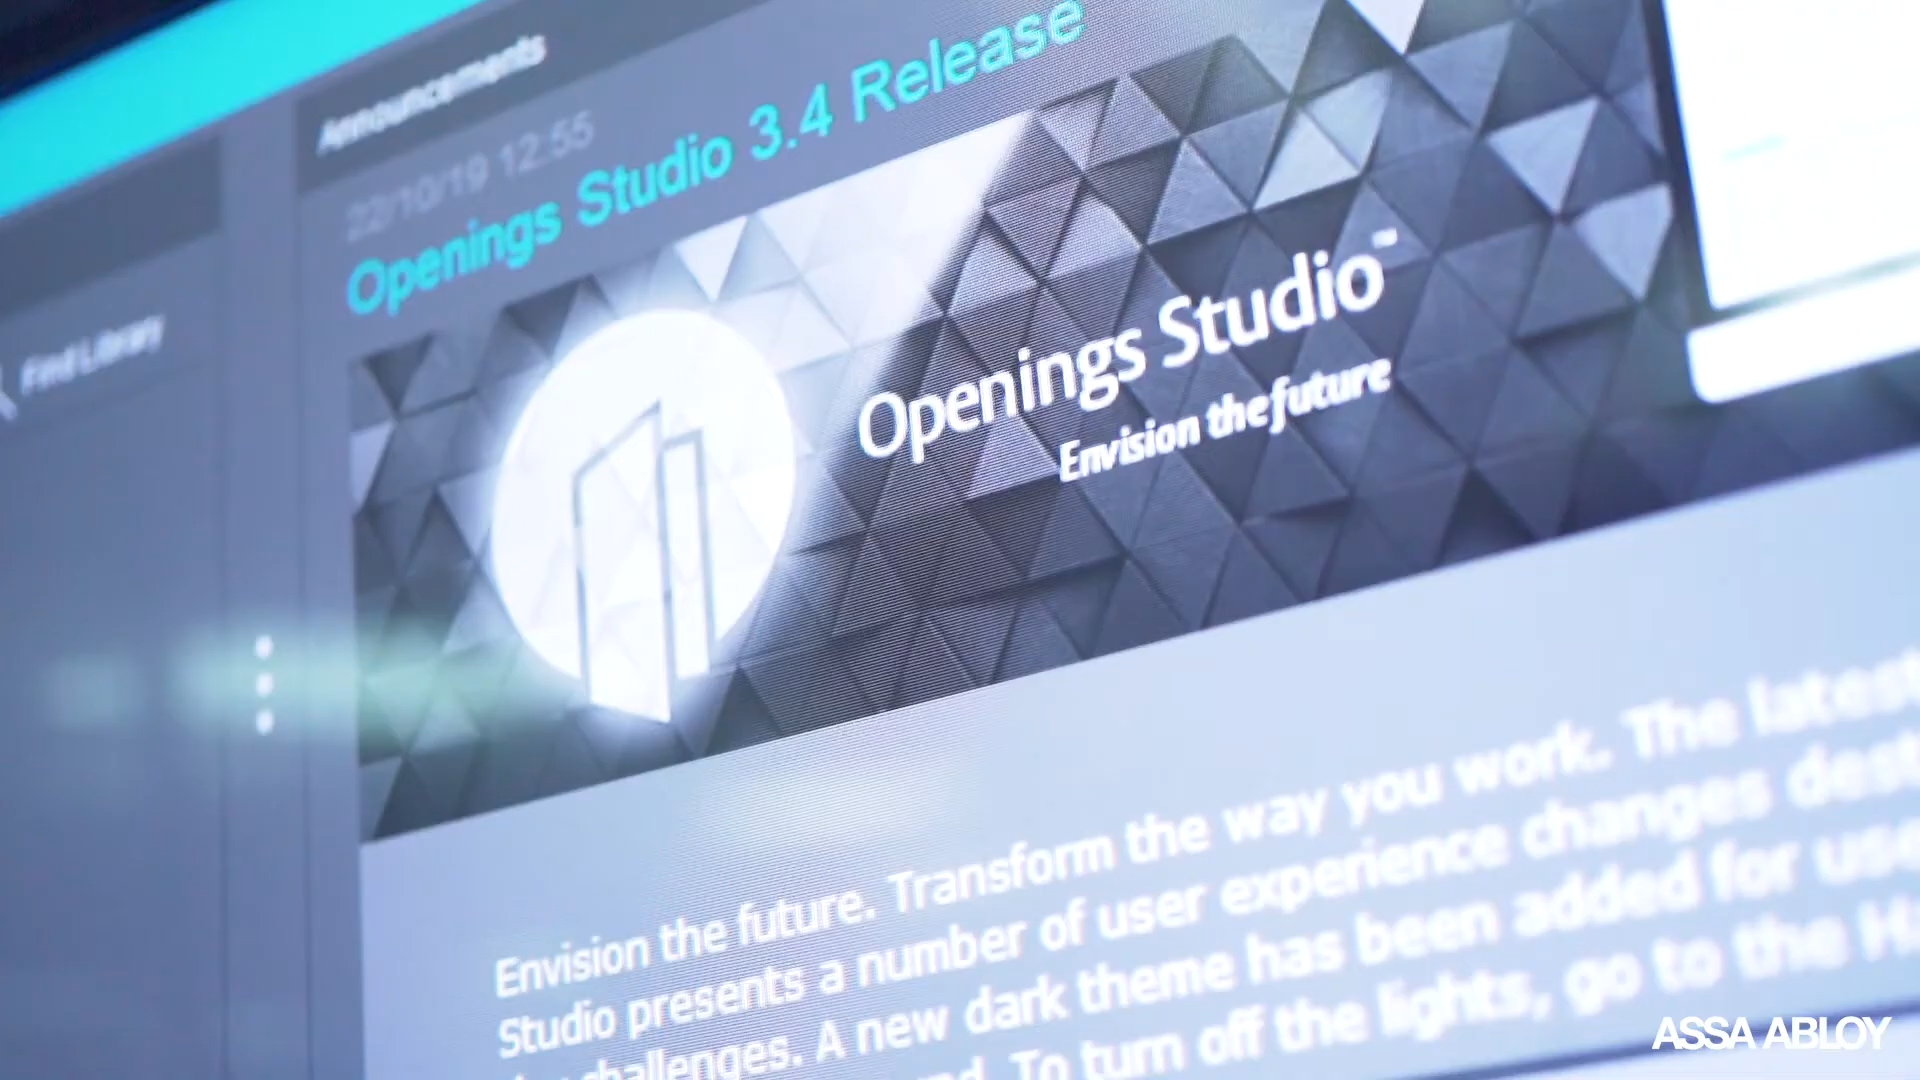 Announcements
22/10/19 12:55
Openings Studio 3.4 Release
Find Library
Openings Studio™
Envision the future
Envision the future. Transform the way you work. The latest
Studio presents a number of user experience changes
challenges. A new dark theme has been added for
To turn off the lights, go to the
ASSA ABLOY